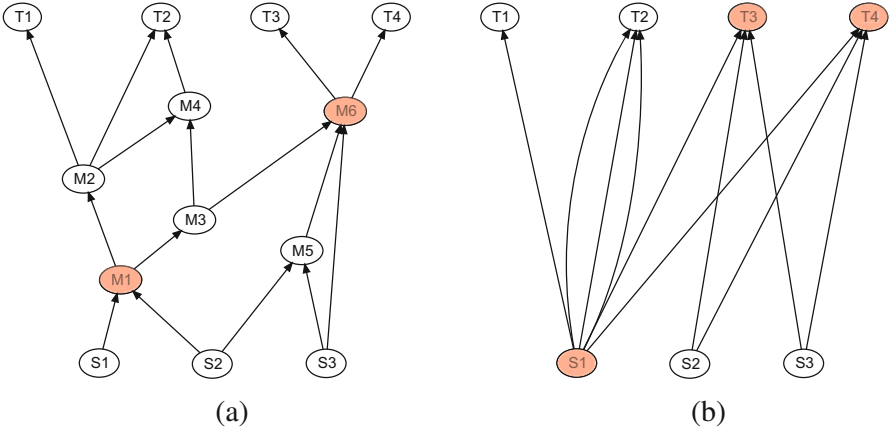 T1 T2 T3 T4 T1 T2 T3 T4
M4 M6
M2
M3
M5
M1
S1 S2 S3 S1 S2 S3
(a) (b)